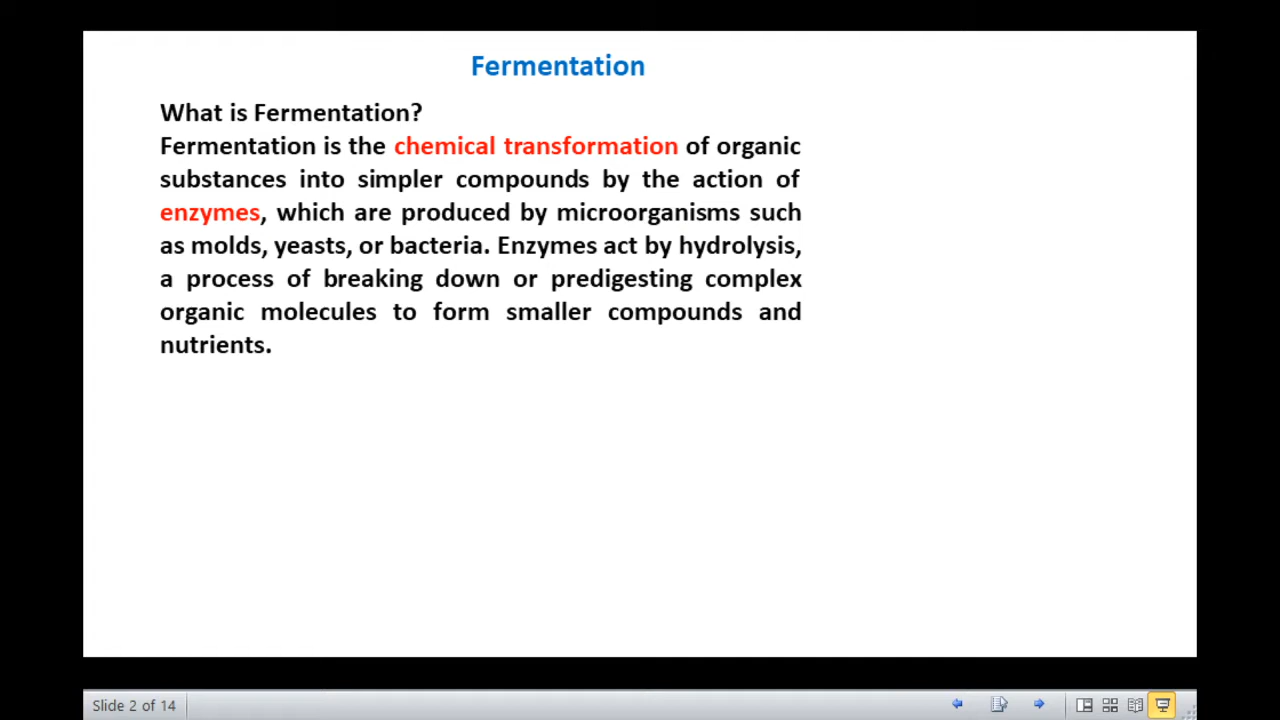 Fermentation
What is Fermentation?
Fermentation is the chemical transformation of organic
substances into simpler compounds by the action of
enzymes, which are produced by microorganisms such
as molds, yeasts, or bacteria. Enzymes act by hydrolysis,
a process of breaking down or predigesting complex
organic molecules to form smaller compounds and
nutrients.
Slide 2 of 14